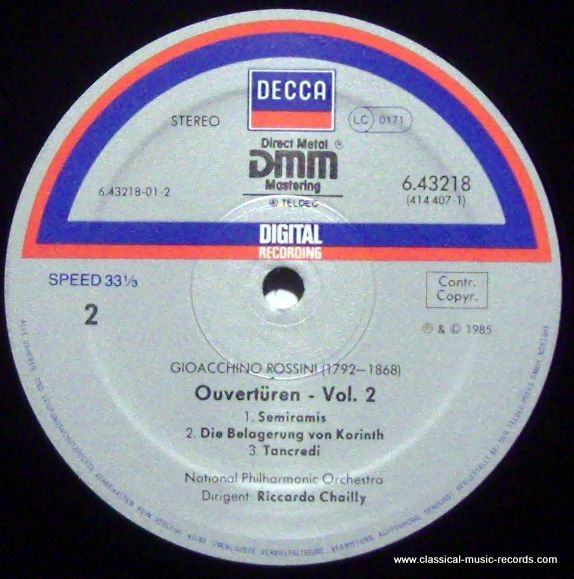 DECCA
STEREO
LC 0171
Direct Metal ®
DMM
Mastering
6.43218-01-2
6.43218
(414 407-1)
® TELDEC
DIGITAL
RECORDING
SPEED 33⅓
Contr.
Copyr.
2
℗ & © 1985
GIOACCHINO ROSSINI (1792–1868)
Ouvertüren - Vol. 2
1. Semiramis
2. Die Belagerung von Korinth
3. Tancredi
National Philharmonic Orchestra
Dirigent: Riccardo Chailly
www.classical-music-records.com